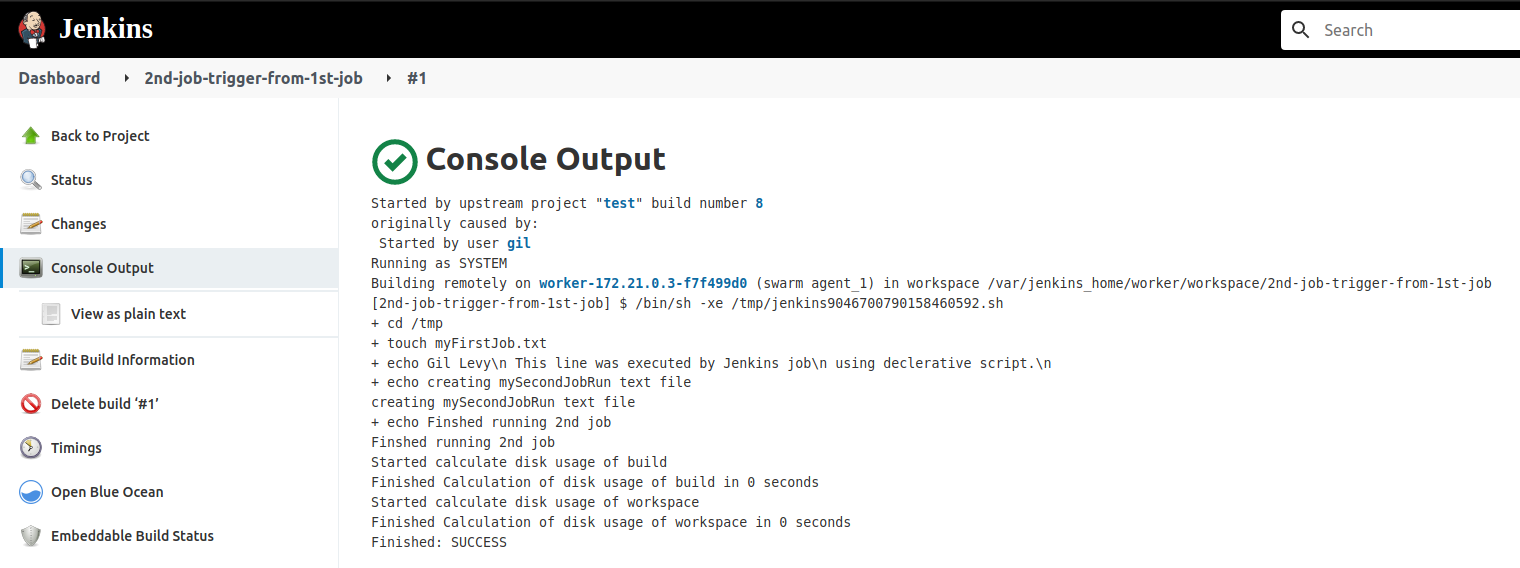 Jenkins
Search
Dashboard
2nd-job-trigger-from-1st-job
#1
Back to Project
Status
Changes
Console Output
View as plain text
Edit Build Information
Delete build ‘#1’
Timings
Open Blue Ocean
Embeddable Build Status
Console Output
Started by upstream project "test" build number 8
originally caused by:
Started by user gil
Running as SYSTEM
Building remotely on worker-172.21.0.3-f7f499d0 (swarm agent_1) in workspace /var/jenkins_home/worker/workspace/2nd-job-trigger-from-1st-job
[2nd-job-trigger-from-1st-job] $ /bin/sh -xe /tmp/jenkins9046700790158460592.sh
+ cd /tmp
+ touch myFirstJob.txt
+ echo Gil Levy\n This line was executed by Jenkins job\n using declerative script.\n
+ echo creating mySecondJobRun text file
creating mySecondJobRun text file
+ echo Finshed running 2nd job
Finshed running 2nd job
Started calculate disk usage of build
Finished Calculation of disk usage of build in 0 seconds
Started calculate disk usage of workspace
Finished Calculation of disk usage of workspace in 0 seconds
Finished: SUCCESS